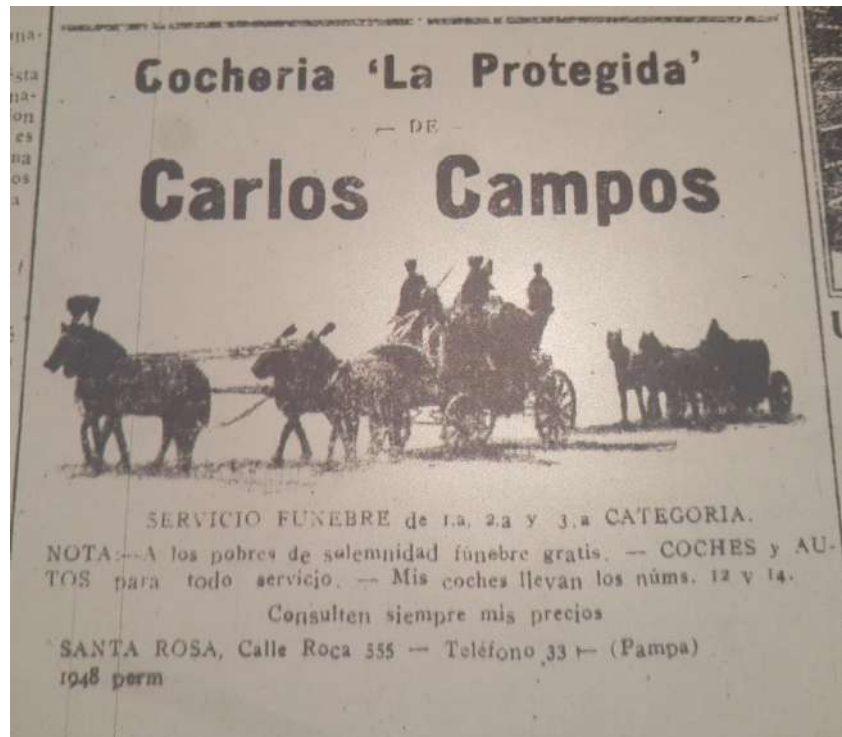 Cocheria 'La Protegida'
— DE —
Carlos Campos
SERVICIO FUNEBRE de 1.a, 2.a y 3.a CATEGORIA.
NOTA:—A los pobres de solemnidad fúnebre gratis. — COCHES y AU-
TOS para todo servicio. — Mis coches llevan los núms. 12 y 14.
Consulten siempre mis precios
SANTA ROSA, Calle Roca 355 — Teléfono 33 — (Pampa)
1948 perm